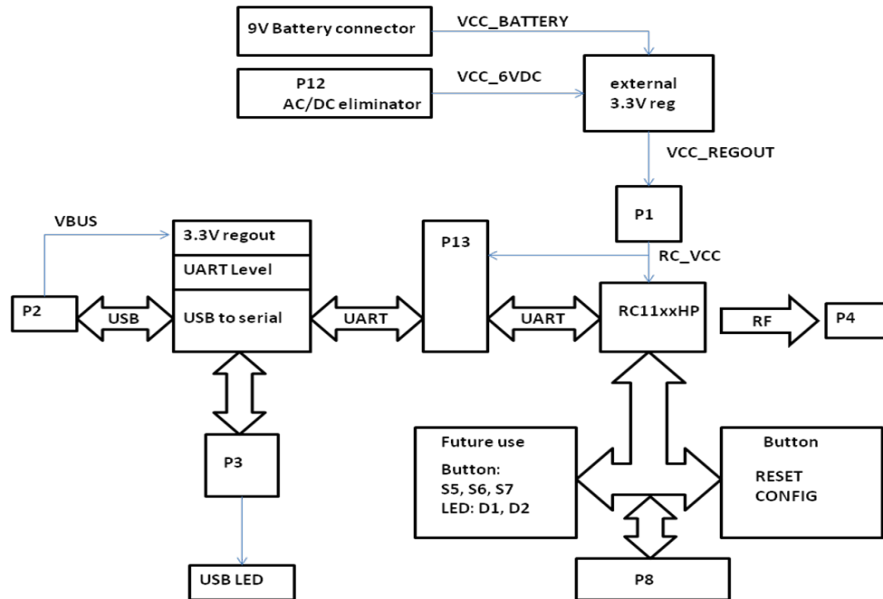 9V Battery connector
VCC_BATTERY
P12
AC/DC eliminator
VCC_6VDC
external
3.3V reg
VCC_REGOUT
P1
RC_VCC
VBUS
3.3V regout
UART Level
USB to serial
P2
USB
UART
P13
UART
RC11xxHP
RF
P4
P3
USB LED
Future use
Button:
S5, S6, S7
LED: D1, D2
Button
RESET
CONFIG
P8